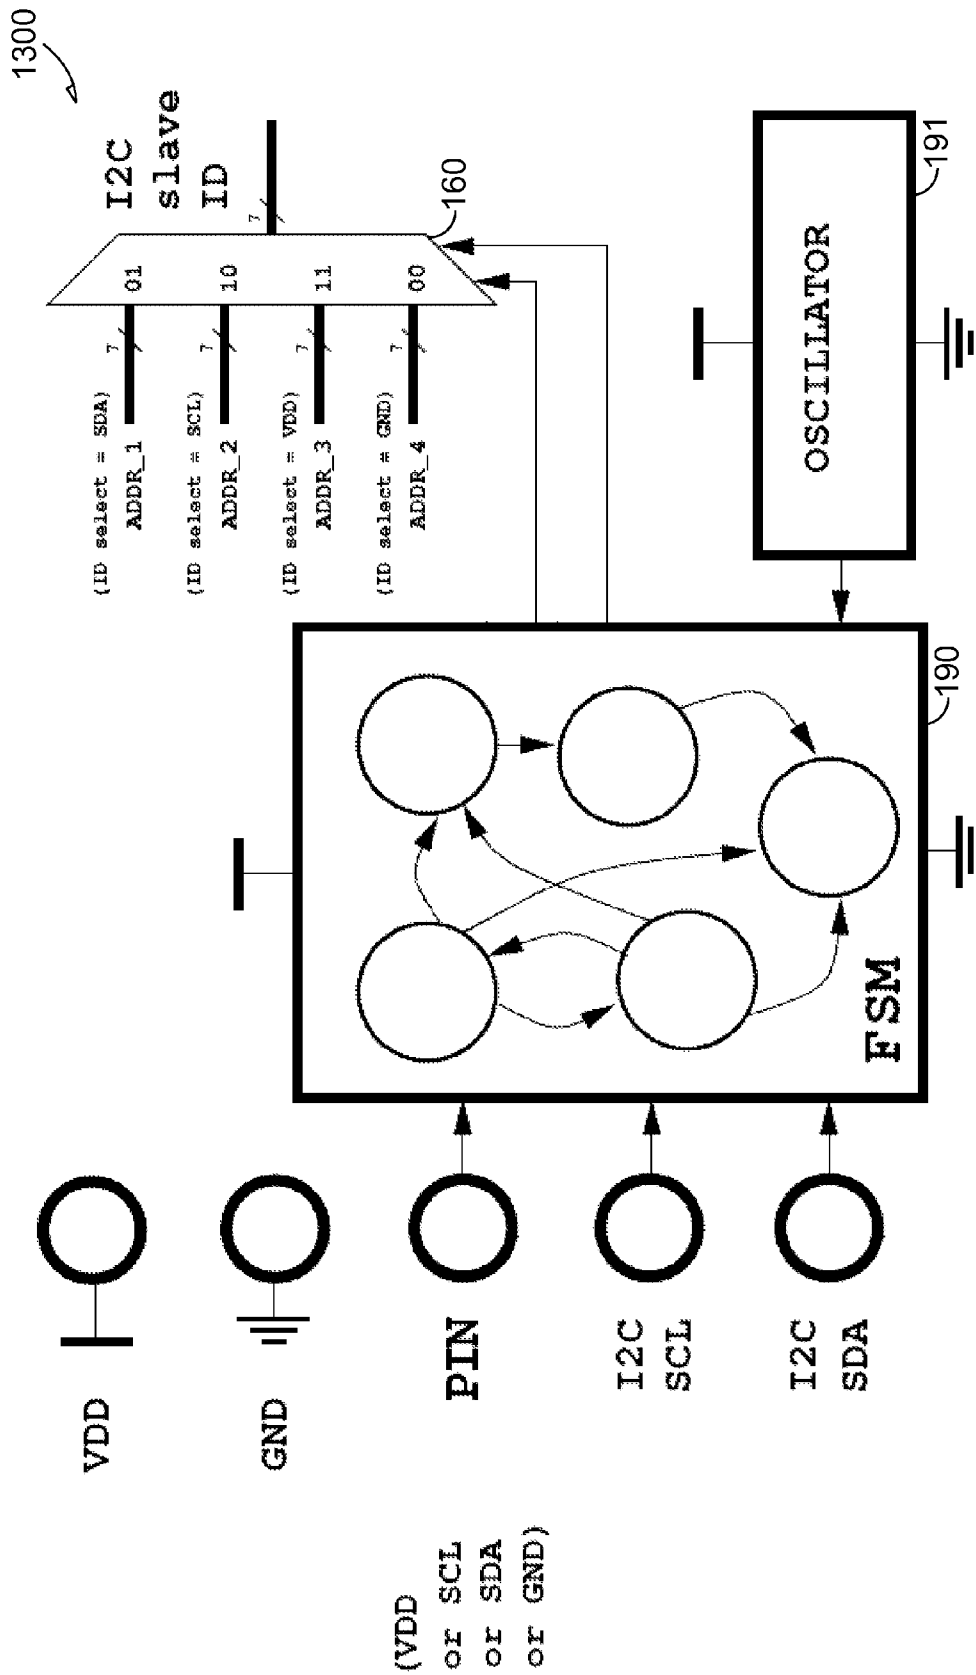 1300
I2C
slave
ID
7
160
01
10
11
00
7
7
7
7
(ID select = SDA)
ADDR_1
(ID select = SCL)
ADDR_2
(ID select = VDD)
ADDR_3
(ID select = GND)
ADDR_4
OSCILLATOR
191
FSM
190
VDD
GND
PIN
I2C
SCL
I2C
SDA
(VDD
or SCL
or SDA
or GND)